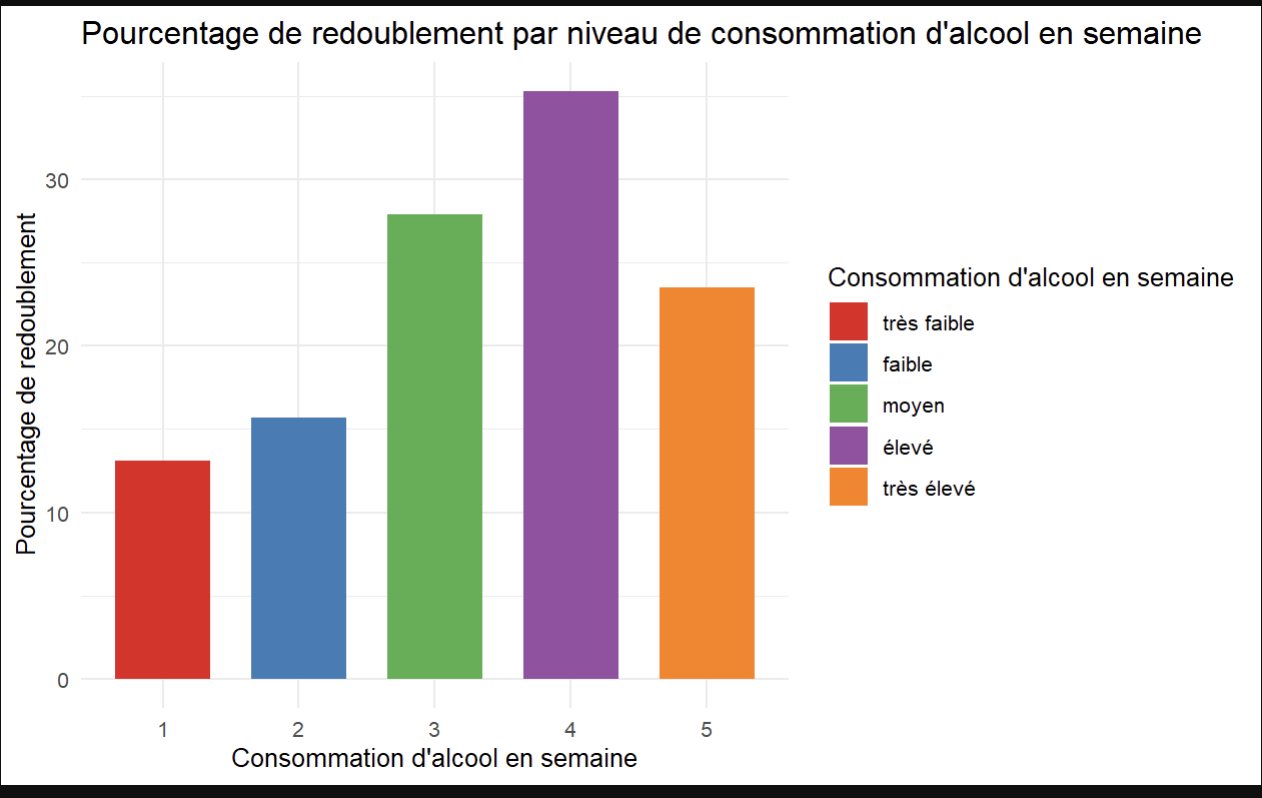 Pourcentage de redoublement par niveau de consommation d'alcool en semaine
Pourcentage de redoublement
30
20
10
0
1 2 3 4 5
Consommation d'alcool en semaine
Consommation d'alcool en semaine
très faible
faible
moyen
élevé
très élevé